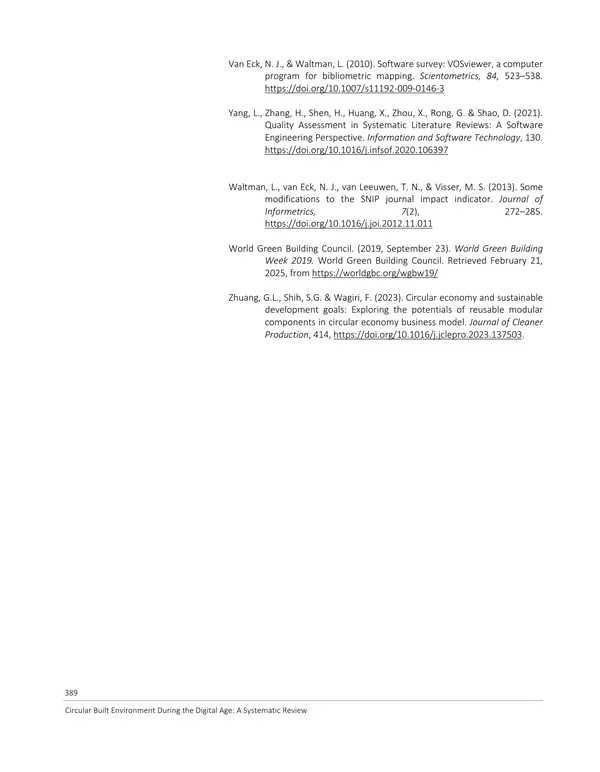 Van Eck, N. J., & Waltman, L. (2010). Software survey: VOSviewer, a computer
program for bibliometric mapping. Scientometrics, 84, 523–538.
https://doi.org/10.1007/s11192-009-0146-3
Yang, L., Zhang, H., Shen, H., Huang, X., Zhou, X., Rong, G. & Shao, D. (2021).
Quality Assessment in Systematic Literature Reviews: A Software
Engineering Perspective. Information and Software Technology, 130.
https://doi.org/10.1016/j.infsof.2020.106397
Waltman, L., van Eck, N. J., van Leeuwen, T. N., & Visser, M. S. (2013). Some
modifications to the SNIP journal impact indicator. Journal of
Informetrics, 7(2), 272–285.
https://doi.org/10.1016/j.joi.2012.11.011
World Green Building Council. (2019, September 23). World Green Building
Week 2019. World Green Building Council. Retrieved February 21,
2025, from https://worldgbc.org/wgbw19/
Zhuang, G.L., Shih, S.G. & Wagiri, F. (2023). Circular economy and sustainable
development goals: Exploring the potentials of reusable modular
components in circular economy business model. Journal of Cleaner
Production, 414, https://doi.org/10.1016/j.jclepro.2023.137503.
389
Circular Built Environment During the Digital Age: A Systematic Review